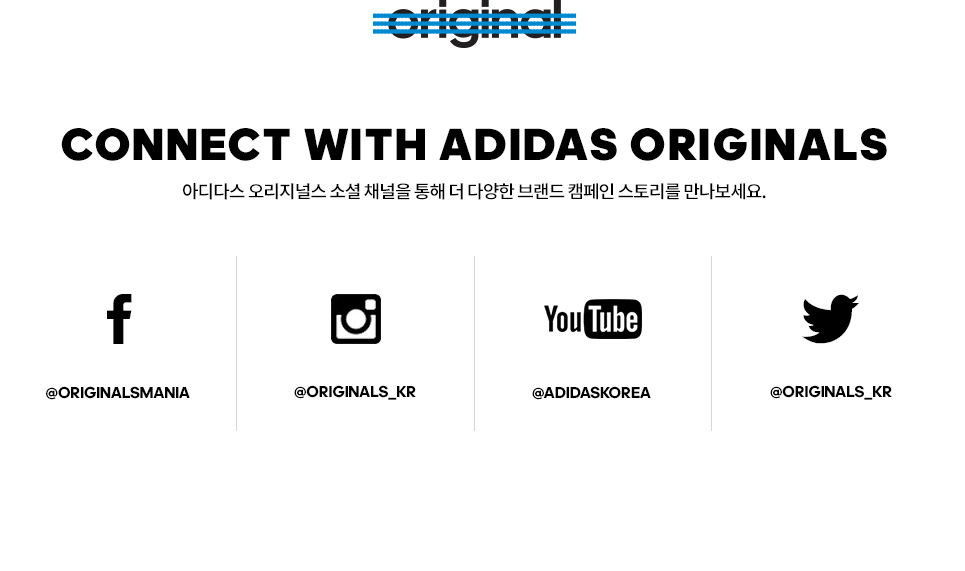 original
CONNECT WITH ADIDAS ORIGINALS
아디다스 오리지널스 소셜 채널을 통해 더 다양한 브랜드 캠페인 스토리를 만나보세요.
f
YouTube
@ORIGINALSMANIA
@ORIGINALS_KR
@ADIDASKOREA
@ORIGINALS_KR